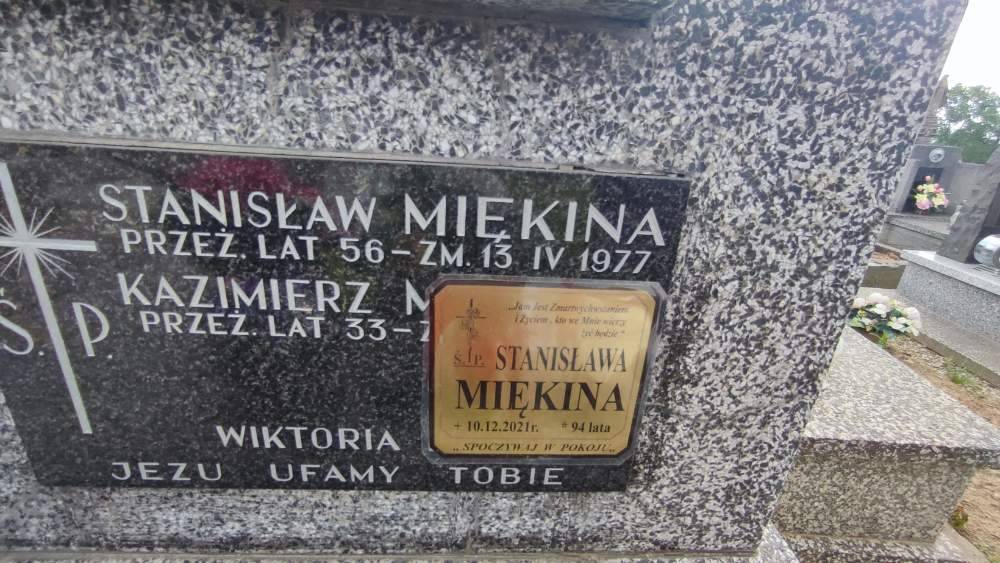 Ś. P.
STANISŁAW MIĘKINA
PRZEŻ. LAT 56 – ZM. 13 IV 1977
KAZIMIERZ M
PRZEŻ. LAT 33 –
WIKTORIA
JEZU UFAMY TOBIE
„Jam Jest Zmartwychwstaniem
i Życiem, kto we Mnie wierzy
żyć będzie"
Ś.P. STANISŁAWA
MIĘKINA
+ 10.12.2021r. * 94 lata
„SPOCZYWAJ W POKOJU„